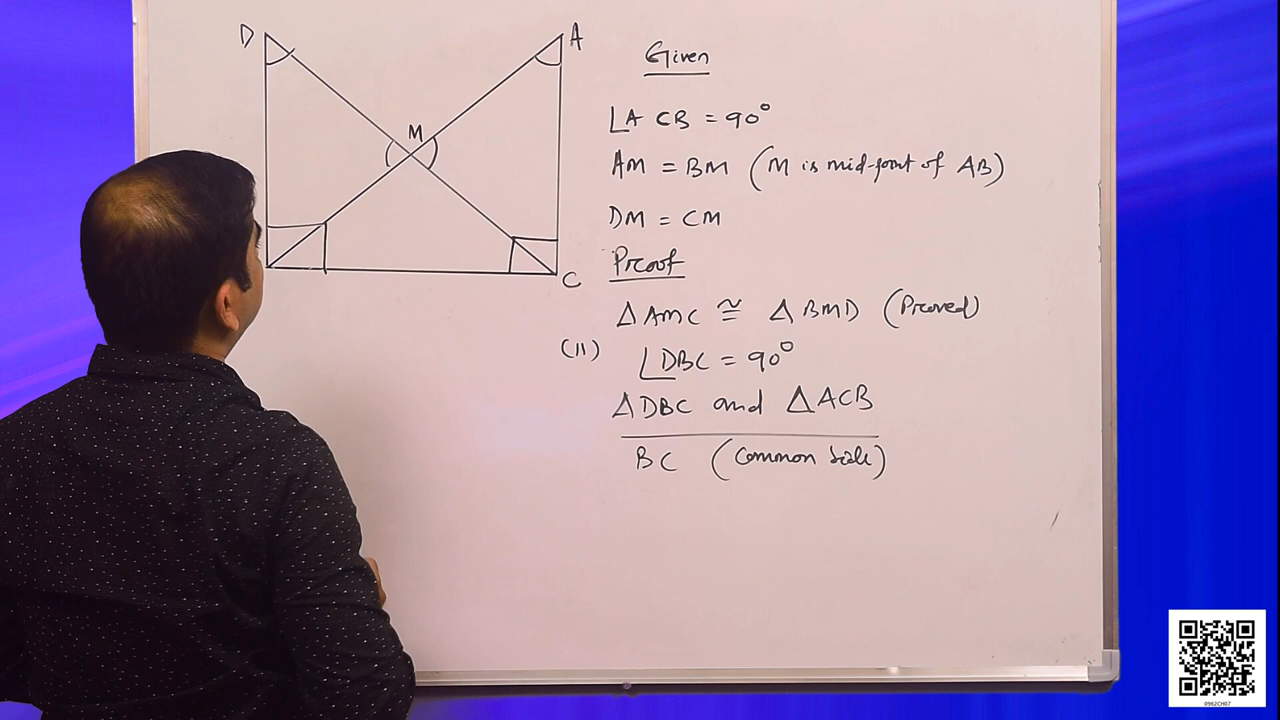 D
A
M
C
Given
∠ACB = 90°
AM = BM (M is mid-point of AB)
DM = CM
Proof
△AMC ≅ △BMD (Proved)
(II) ∠DBC = 90°
△DBC and △ACB
BC (Common side)
0962CH07